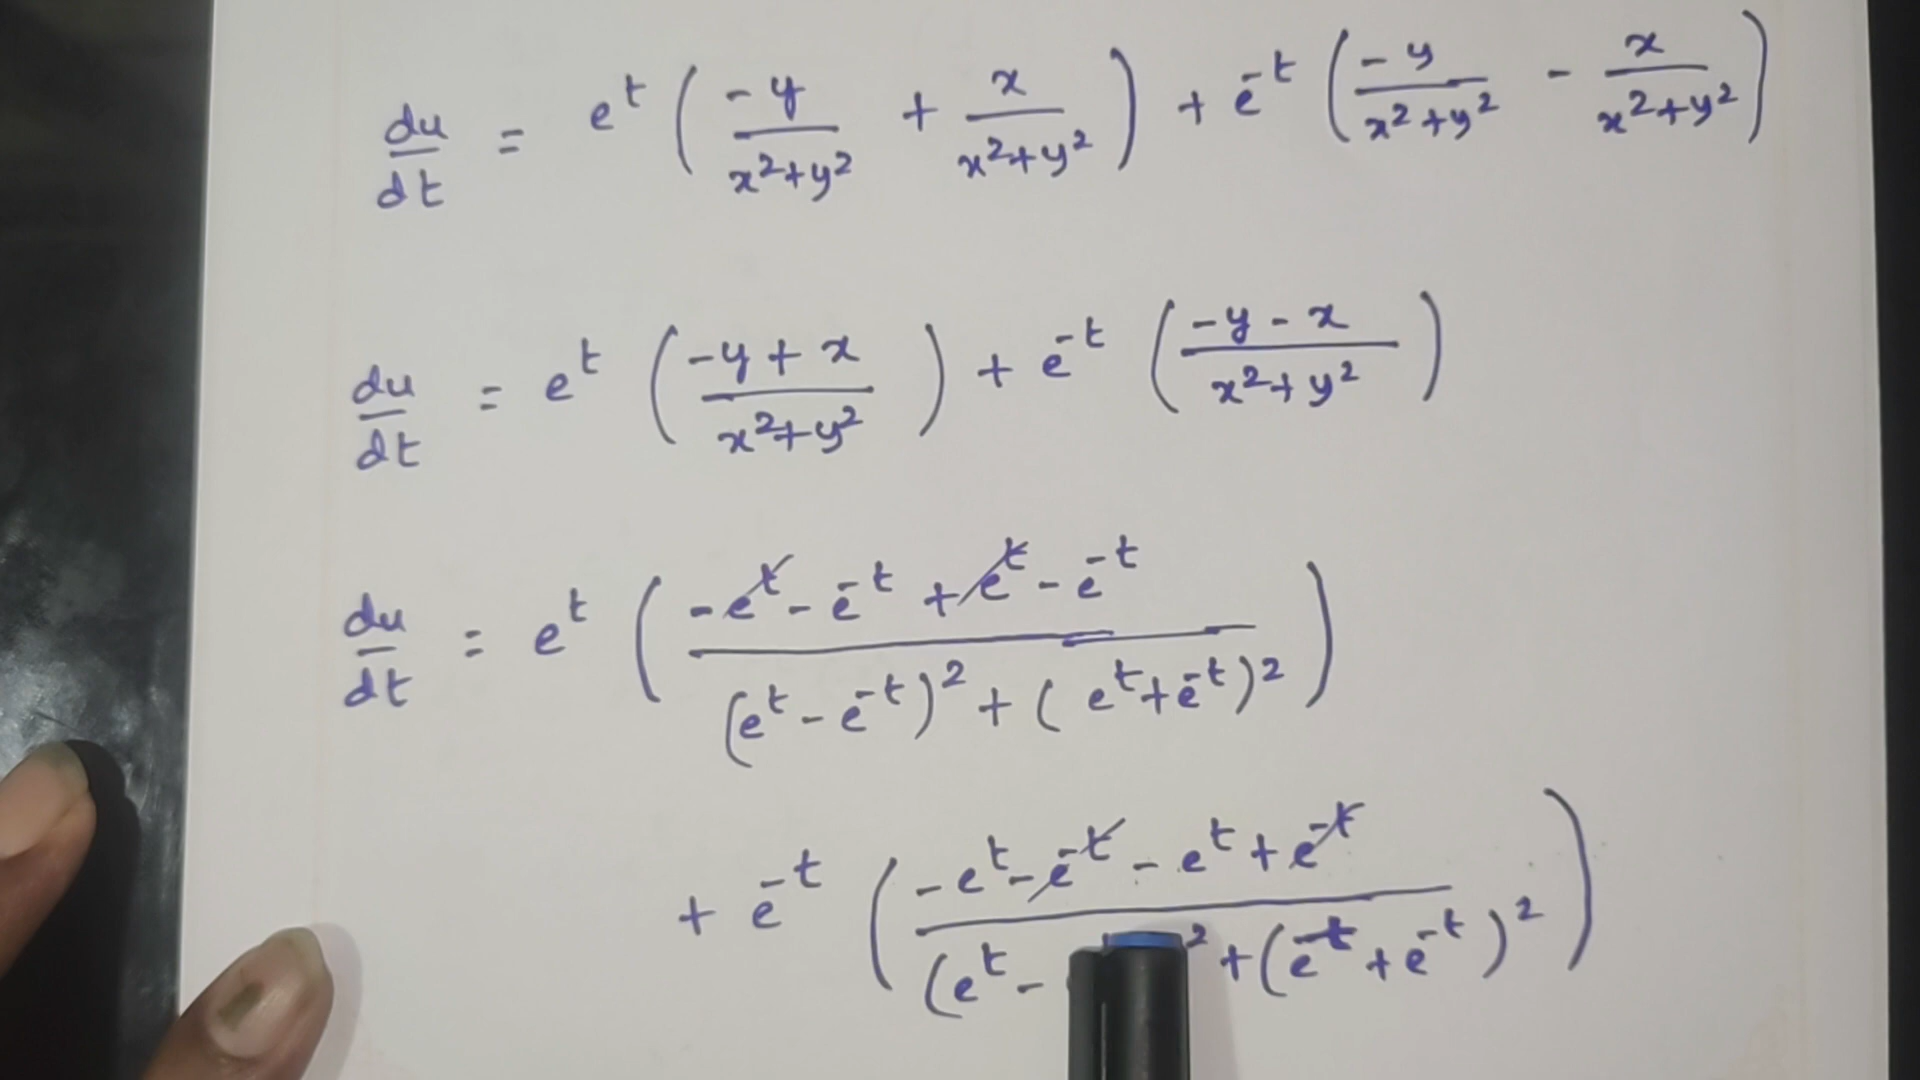 du/dt = e^t ( -y/(x²+y²) + x/(x²+y²) ) + e^-t ( -y/(x²+y²) - x/(x²+y²) )
du/dt = e^t ( (-y + x)/(x²+y²) ) + e^-t ( (-y - x)/(x²+y²) )
du/dt = e^t ( (-e^t - e^-t + e^t - e^-t)/((e^t - e^-t)² + (e^t + e^-t)²) )
+ e^-t ( (-e^t - e^-t - e^t + e^-t)/((e^t - ² + (e^t + e^-t)²) )